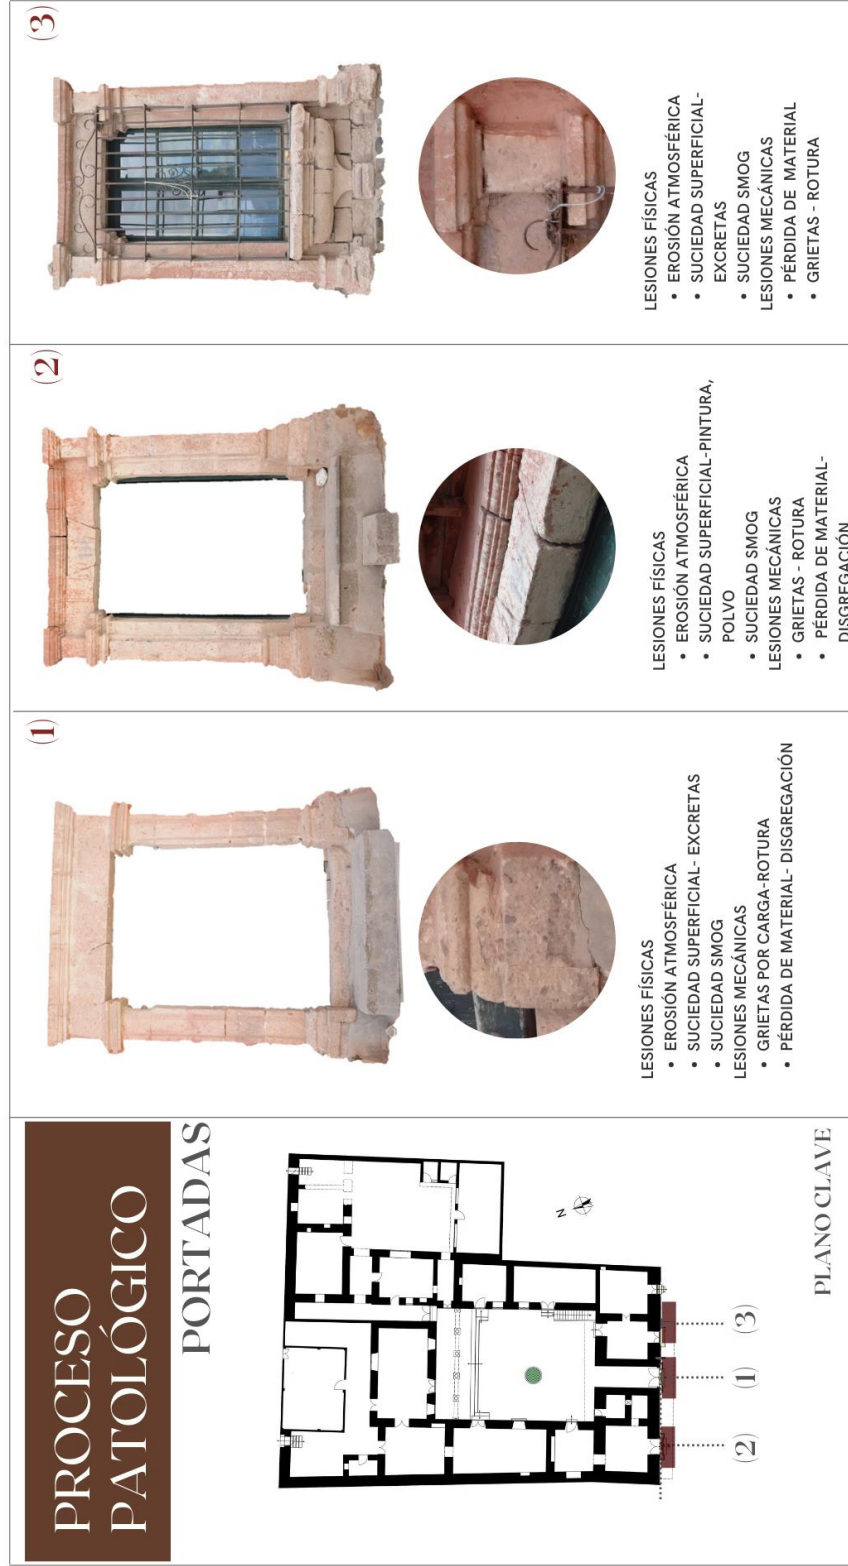 PROCESO
PATOLÓGICO
PORTADAS
N
(2)
(1)
(3)
PLANO CLAVE
(1)
LESIONES FÍSICAS
• EROSIÓN ATMOSFÉRICA
• SUCIEDAD SUPERFICIAL- EXCRETAS
• SUCIEDAD SMOG
LESIONES MECÁNICAS
• GRIETAS POR CARGA-ROTURA
• PÉRDIDA DE MATERIAL- DISGREGACIÓN
(2)
LESIONES FÍSICAS
• EROSIÓN ATMOSFÉRICA
• SUCIEDAD SUPERFICIAL-PINTURA,
POLVO
• SUCIEDAD SMOG
LESIONES MECÁNICAS
• GRIETAS - ROTURA
• PÉRDIDA DE MATERIAL-
DISGREGACIÓN
(3)
LESIONES FÍSICAS
• EROSIÓN ATMOSFÉRICA
• SUCIEDAD SUPERFICIAL-
EXCRETAS
• SUCIEDAD SMOG
LESIONES MECÁNICAS
• PÉRDIDA DE MATERIAL
• GRIETAS - ROTURA